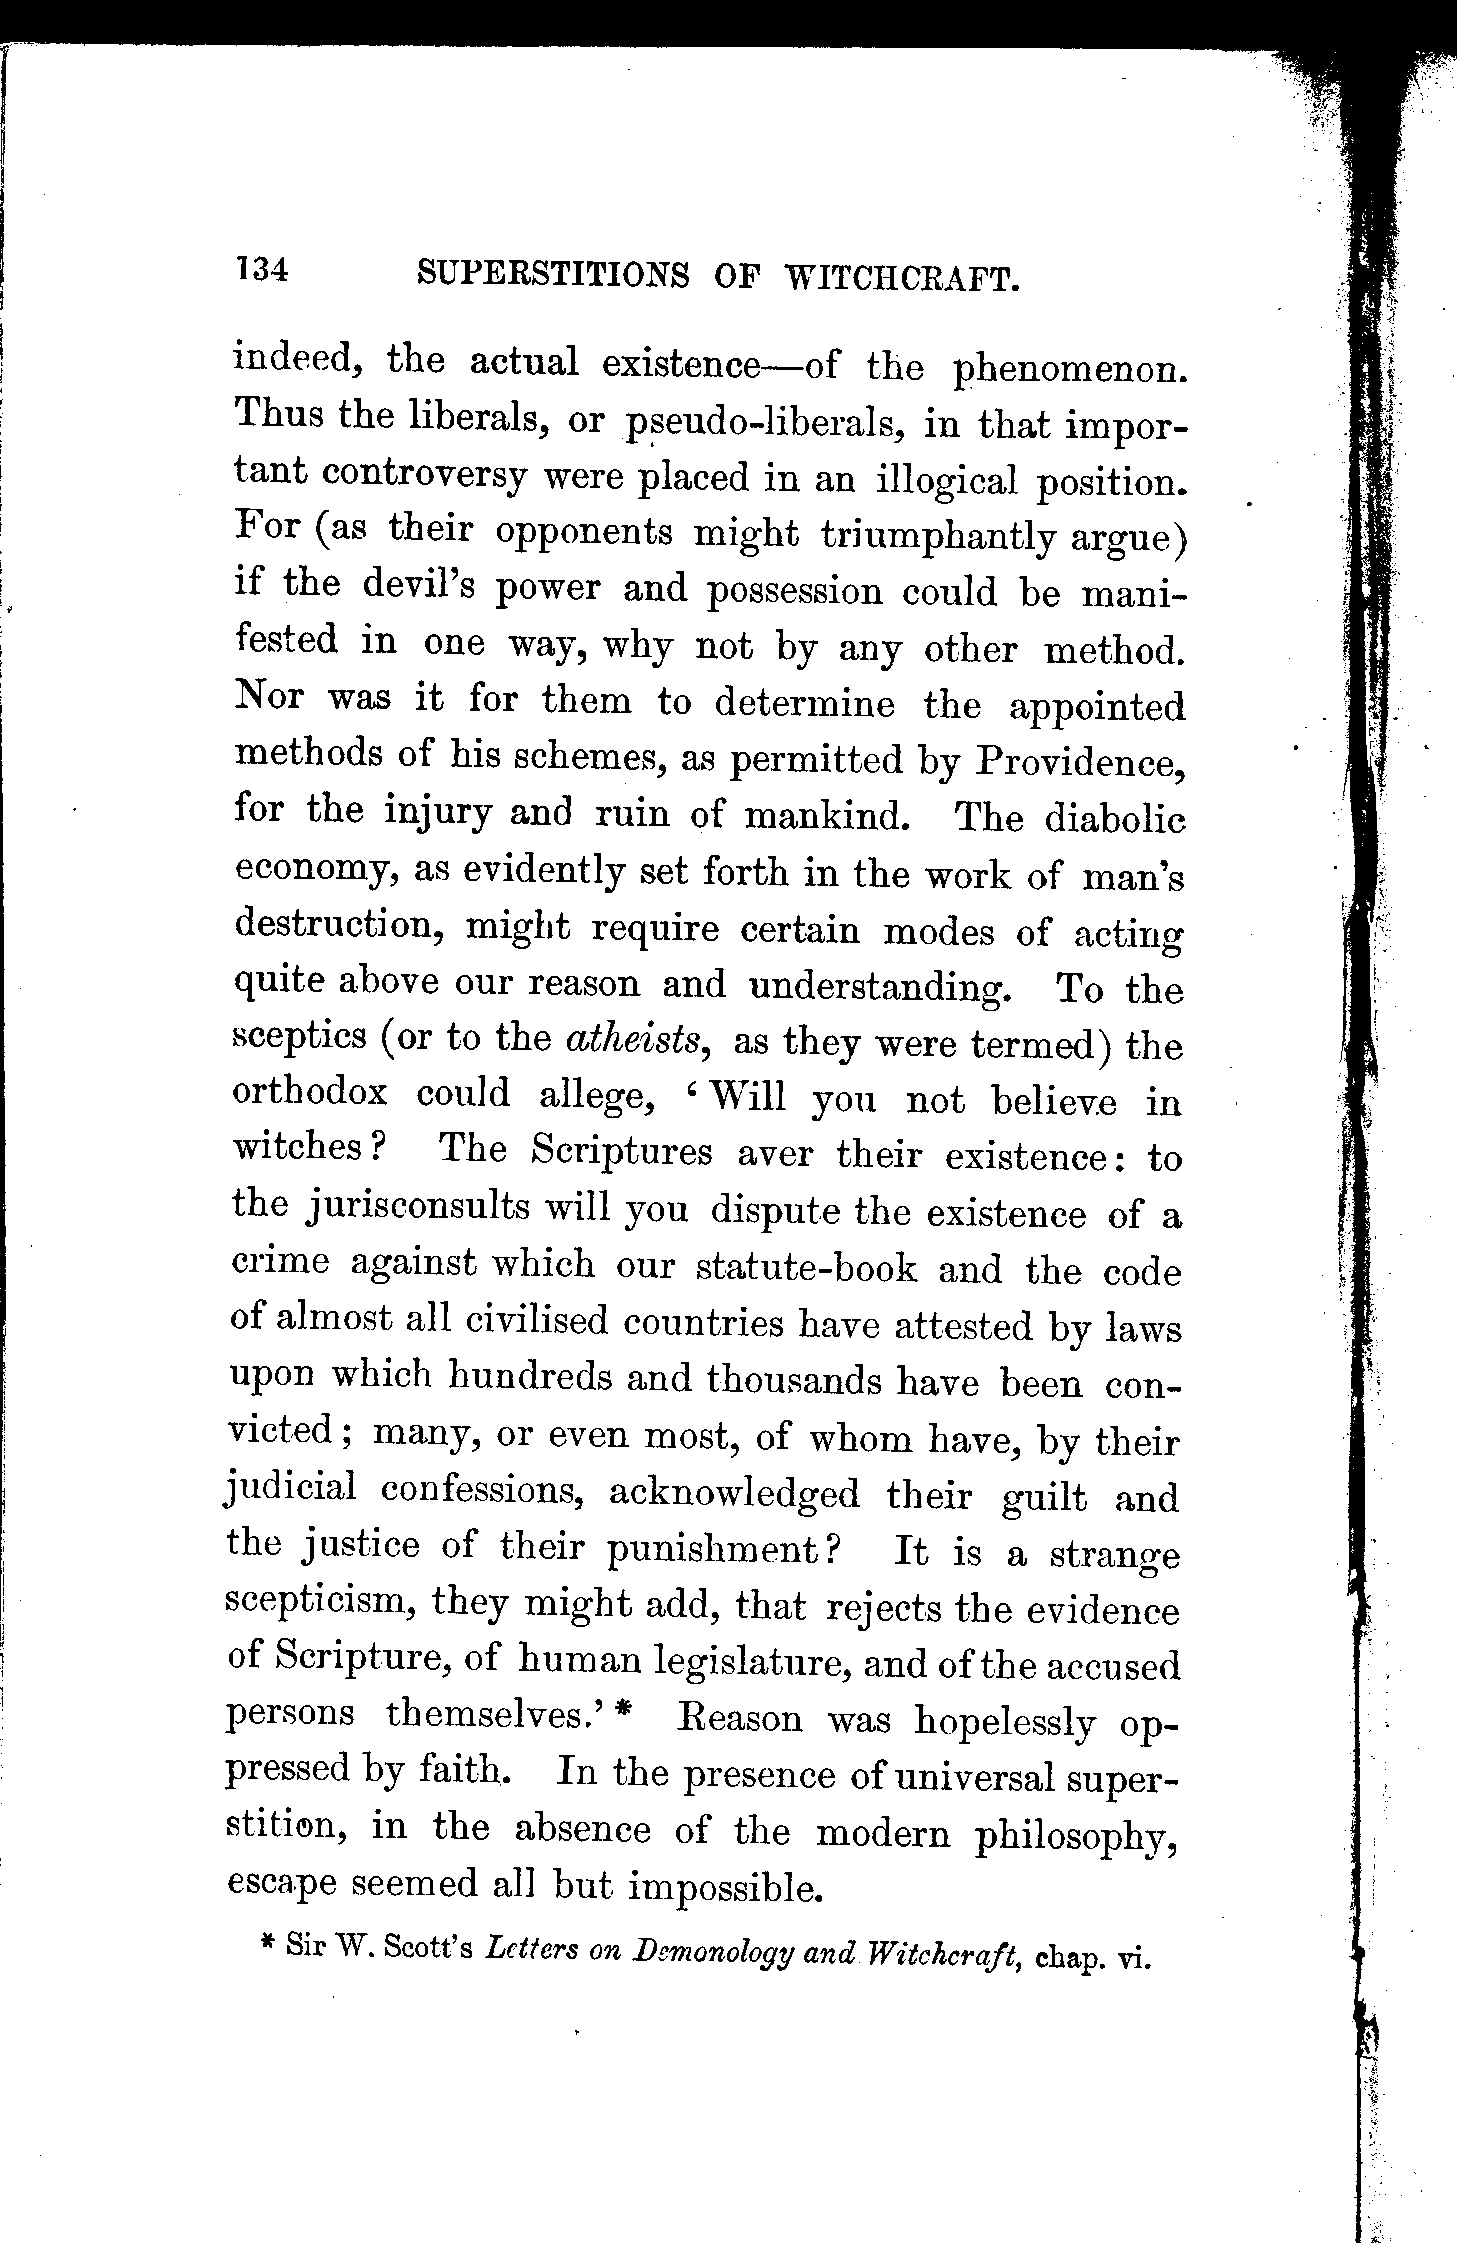 134 SUPERSTITIONS OF WITCHCRAFT.
indeed, the actual existence—of the phenomenon.
Thus the liberals, or pseudo-liberals, in that impor-
tant controversy were placed in an illogical position.
For (as their opponents might triumphantly argue)
if the devil's power and possession could be mani-
fested in one way, why not by any other method.
Nor was it for them to determine the appointed
methods of his schemes, as permitted by Providence,
for the injury and ruin of mankind. The diabolic
economy, as evidently set forth in the work of man's
destruction, might require certain modes of acting
quite above our reason and understanding. To the
sceptics (or to the atheists, as they were termed) the
orthodox could allege, ‘Will you not believe in
witches? The Scriptures aver their existence: to
the jurisconsults will you dispute the existence of a
crime against which our statute-book and the code
of almost all civilised countries have attested by laws
upon which hundreds and thousands have been con-
victed; many, or even most, of whom have, by their
judicial confessions, acknowledged their guilt and
the justice of their punishment? It is a strange
scepticism, they might add, that rejects the evidence
of Scripture, of human legislature, and of the accused
persons themselves.’* Reason was hopelessly op-
pressed by faith. In the presence of universal super-
stition, in the absence of the modern philosophy,
escape seemed all but impossible.
* Sir W. Scott's Letters on Demonology and Witchcraft, chap. vi.